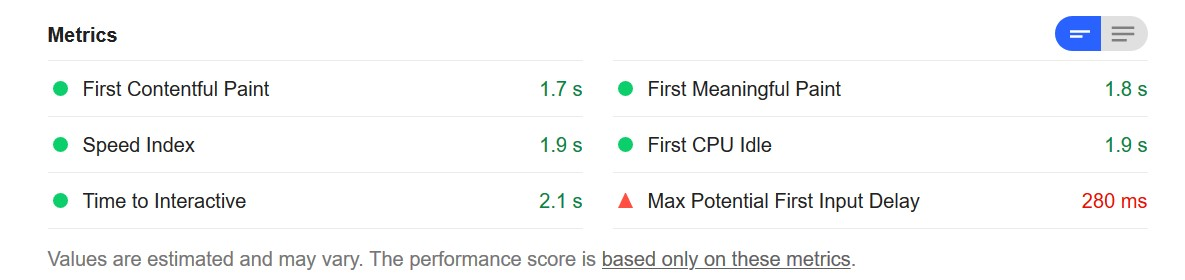 Metrics
First Contentful Paint 1.7 s
First Meaningful Paint 1.8 s
Speed Index 1.9 s
First CPU Idle 1.9 s
Time to Interactive 2.1 s
Max Potential First Input Delay 280 ms
Values are estimated and may vary. The performance score is based only on these metrics.